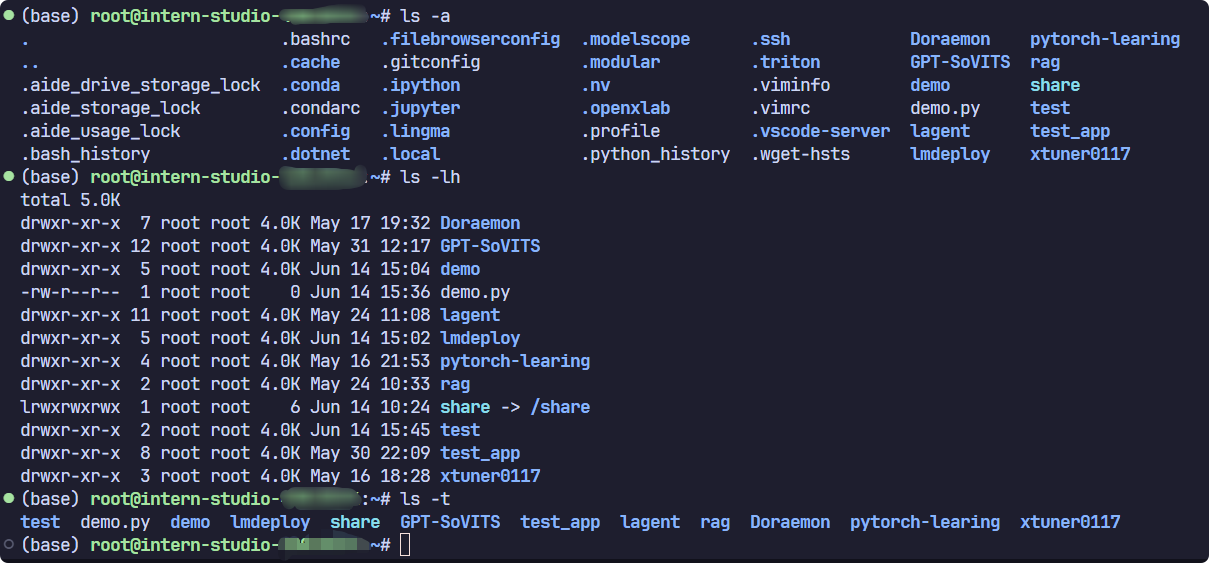 (base) root@intern-studio- ~# ls -a
. .bashrc .filebrowserconfig .modelscope .ssh Doraemon pytorch-learing
.. .cache .gitconfig .modular .triton GPT-SoVITS rag
.aide_drive_storage_lock .conda .ipython .nv .viminfo demo share
.aide_storage_lock .condarc .jupyter .openxlab .vimrc demo.py test
.aide_usage_lock .config .lingma .profile .vscode-server lagent test_app
.bash_history .dotnet .local .python_history .wget-hsts lmdeploy xtuner0117
(base) root@intern-studio- :~# ls -lh
total 5.0K
drwxr-xr-x 7 root root 4.0K May 17 19:32 Doraemon
drwxr-xr-x 12 root root 4.0K May 31 12:17 GPT-SoVITS
drwxr-xr-x 5 root root 4.0K Jun 14 15:04 demo
-rw-r--r-- 1 root root 0 Jun 14 15:36 demo.py
drwxr-xr-x 11 root root 4.0K May 24 11:08 lagent
drwxr-xr-x 5 root root 4.0K Jun 14 15:02 lmdeploy
drwxr-xr-x 4 root root 4.0K May 16 21:53 pytorch-learing
drwxr-xr-x 2 root root 4.0K May 24 10:33 rag
lrwxrwxrwx 1 root root 6 Jun 14 10:24 share -> /share
drwxr-xr-x 2 root root 4.0K Jun 14 15:45 test
drwxr-xr-x 8 root root 4.0K May 30 22:09 test_app
drwxr-xr-x 3 root root 4.0K May 16 18:28 xtuner0117
(base) root@intern-studio- :~# ls -t
test demo.py demo lmdeploy share GPT-SoVITS test_app lagent rag Doraemon pytorch-learing xtuner0117
(base) root@intern-studio- ~#